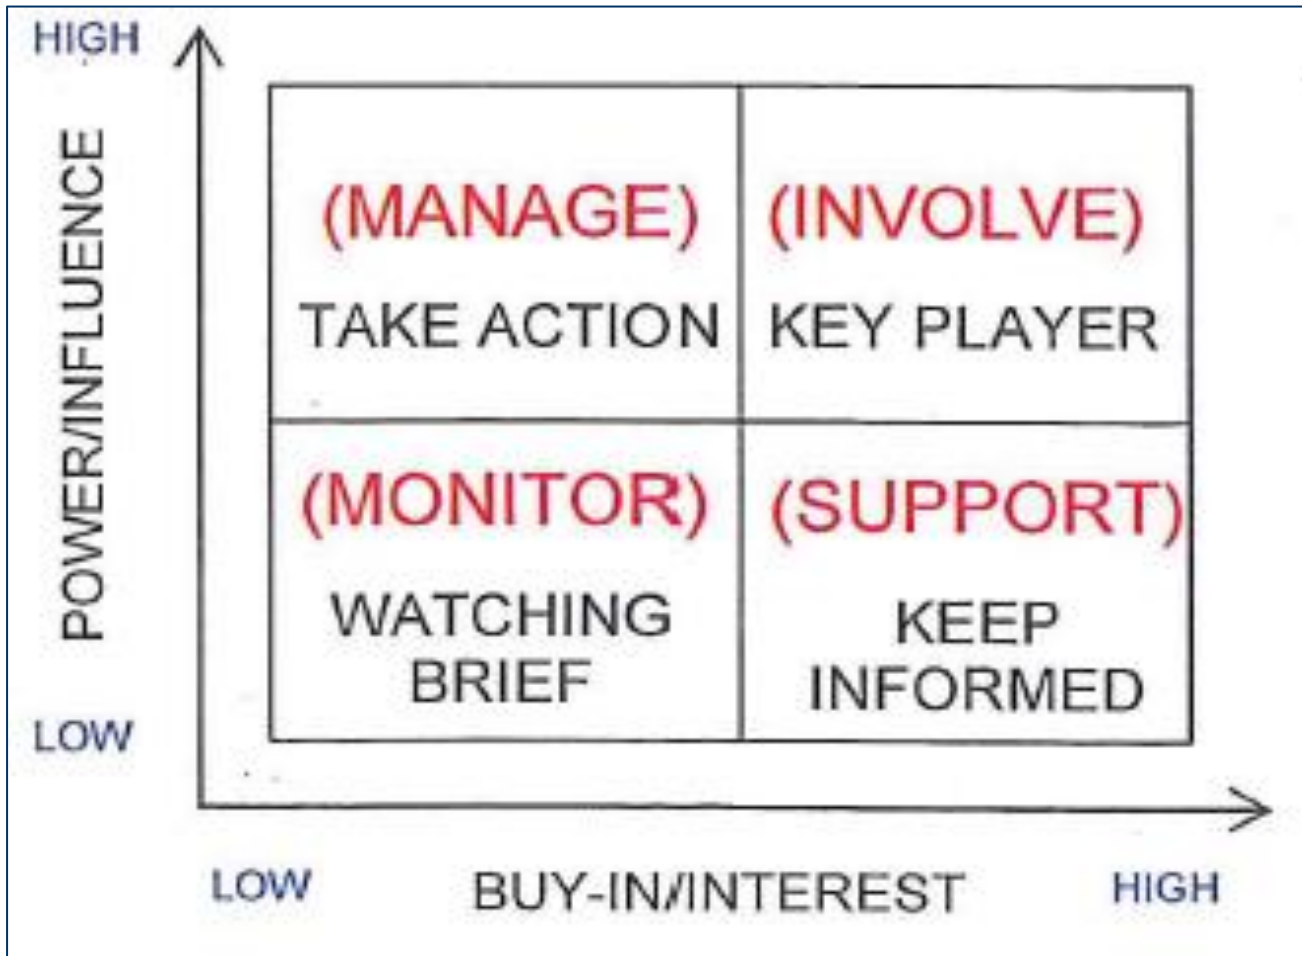 HIGH
POWER/INFLUENCE
(MANAGE)
TAKE ACTION
(INVOLVE)
KEY PLAYER
(MONITOR)
WATCHING
BRIEF
(SUPPORT)
KEEP
INFORMED
LOW
LOW
BUY-IN/INTEREST
HIGH